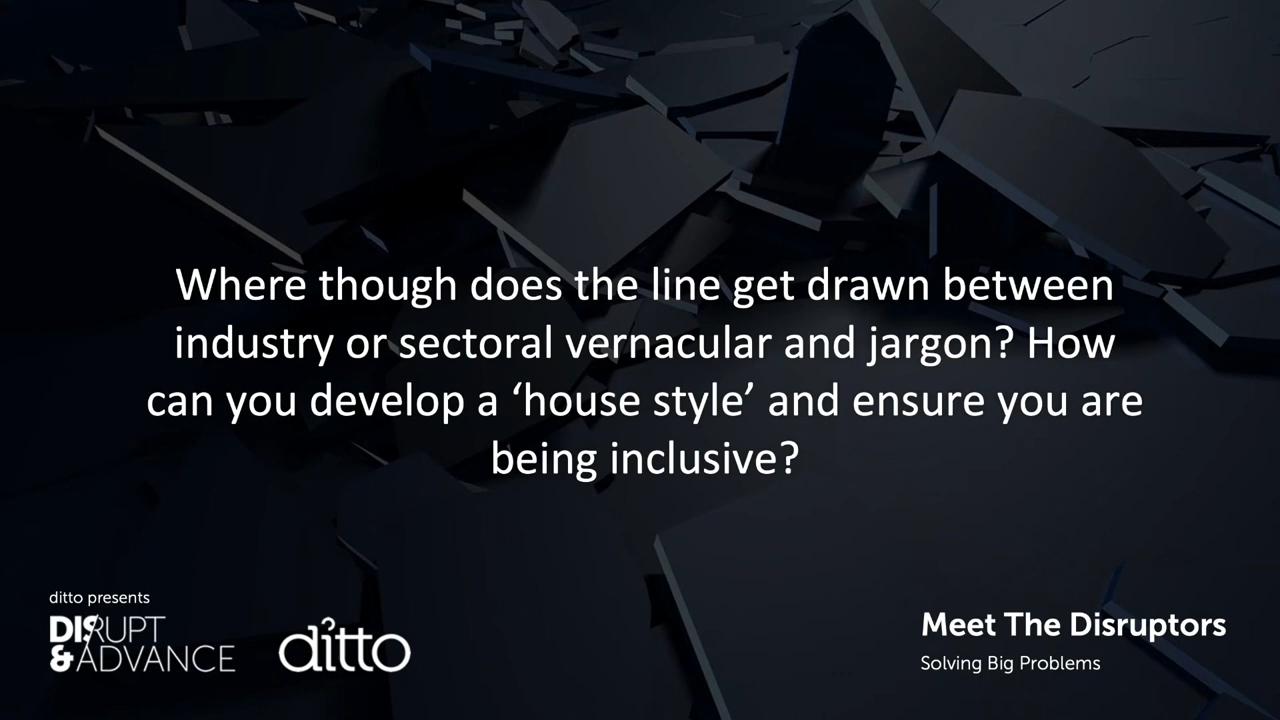 Where though does the line get drawn between
industry or sectoral vernacular and jargon? How
can you develop a ‘house style’ and ensure you are
being inclusive?
ditto presents
DISRUPT
&ADVANCE
ditto
Meet The Disruptors
Solving Big Problems